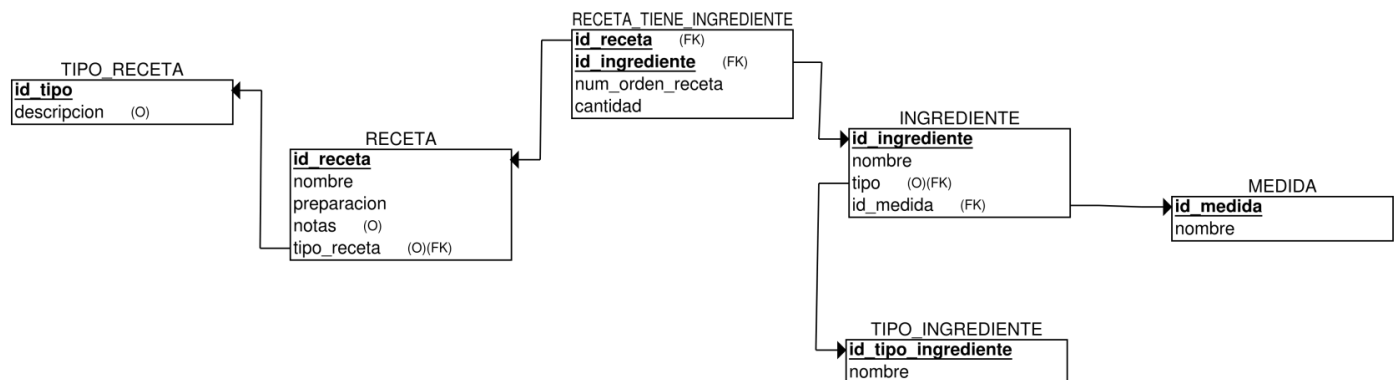 TIPO_RECETA
id_tipo
descripcion (O)
RECETA
id_receta
nombre
preparacion
notas (O)
tipo_receta (O)(FK)
RECETA_TIENE_INGREDIENTE
id_receta (FK)
id_ingrediente (FK)
num_orden_receta
cantidad
INGREDIENTE
id_ingrediente
nombre
tipo (O)(FK)
id_medida (FK)
MEDIDA
id_medida
nombre
TIPO_INGREDIENTE
id_tipo_ingrediente
nombre